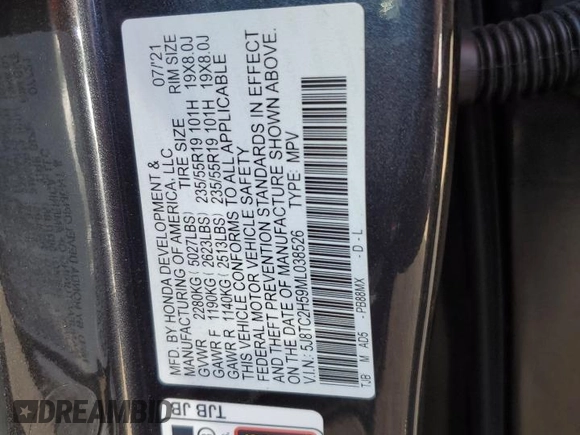 MFD. BY HONDA DEVELOPMENT & 07/'21
MANUFACTURING OF AMERICA, LLC
TIRE SIZE RIM SIZE
GVWR 2280KG ( 5027LBS) 235/55R19 101H 19X8.0J
GAWR F 1190KG ( 2623LBS) 235/55R19 101H 19X8.0J
GAWR R 1140KG ( 2513LBS)
THIS VEHICLE CONFORMS TO ALL APPLICABLE
FEDERAL MOTOR VEHICLE SAFETY
AND THEFT PREVENTION STANDARDS IN EFFECT
ON THE DATE OF MANUFACTURE SHOWN ABOVE.
V.I.N.: 5J8TC2H59ML038526 TYPE: MPV
TJB M AD5 -PB88MX -D-L
TJB JB
DREAMBID